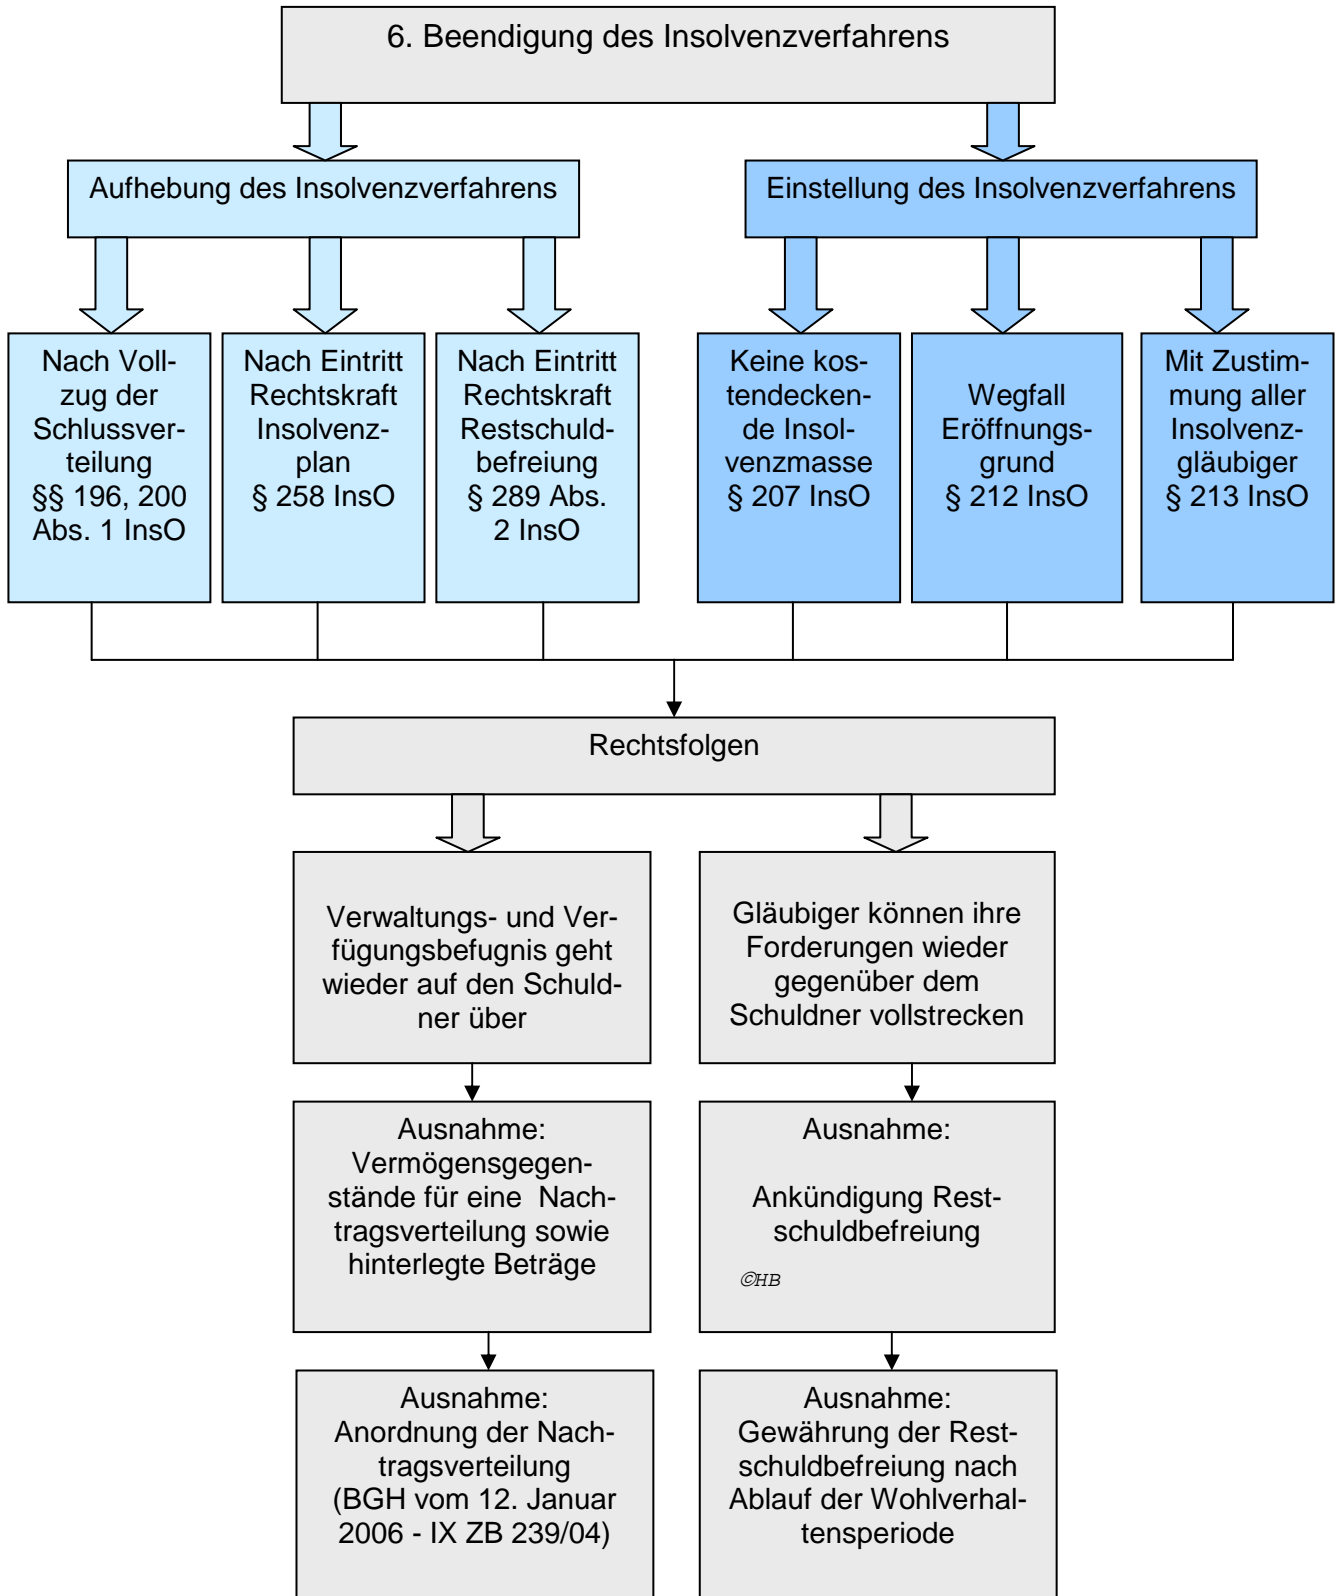 6. Beendigung des Insolvenzverfahrens
Aufhebung des Insolvenzverfahrens
Einstellung des Insolvenzverfahrens
Nach Voll-
zug der
Schlussver-
teilung
§§ 196, 200
Abs. 1 InsO
Nach Eintritt
Rechtskraft
Insolvenz-
plan
§ 258 InsO
Nach Eintritt
Rechtskraft
Restschuld-
befreiung
§ 289 Abs.
2 InsO
Keine kos-
tendecken-
de Insol-
venzmasse
§ 207 InsO
Wegfall
Eröffnungs-
grund
§ 212 InsO
Mit Zustim-
mung aller
Insolvenz-
gläubiger
§ 213 InsO
Rechtsfolgen
Verwaltungs- und Ver-
fügungsbefugnis geht
wieder auf den Schuld-
ner über
Gläubiger können ihre
Forderungen wieder
gegenüber dem
Schuldner vollstrecken
Ausnahme:
Vermögensgegen-
stände für eine  Nach-
tragsverteilung sowie
hinterlegte Beträge
Ausnahme:
Ankündigung Rest-
schuldbefreiung
©HB
Ausnahme:
Anordnung der Nach-
tragsverteilung
(BGH vom 12. Januar
2006 - IX ZB 239/04)
Ausnahme:
Gewährung der Rest-
schuldbefreiung nach
Ablauf der Wohlverhal-
tensperiode